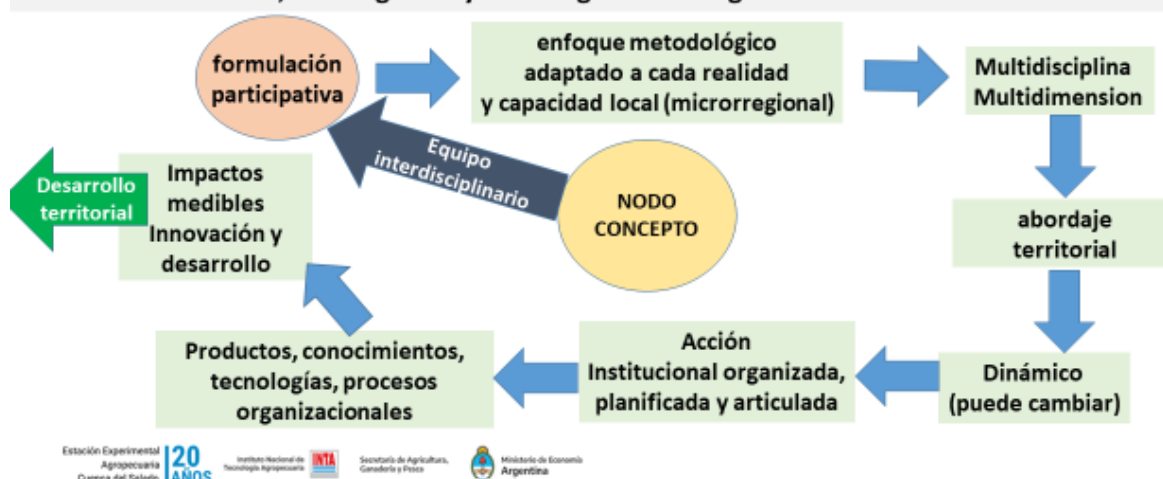 formulación
participativa
enfoque metodológico
adaptado a cada realidad
y capacidad local (microrregional)
Multidisciplina
Multidimension
Equipo
interdisciplinario
NODO
CONCEPTO
abordaje
territorial
Dinámico
(puede cambiar)
Acción
Institucional organizada,
planificada y articulada
Productos, conocimientos,
tecnologías, procesos
organizacionales
Impactos
medibles
Innovación y
desarrollo
Desarrollo
territorial
Estación Experimental
Agropecuaria
Cuenca del Salado
20
AÑOS
Instituto Nacional de
Tecnología Agropecuaria
INTA
Secretaría de Agricultura,
Ganadería y Pesca
Ministerio de Economía
Argentina